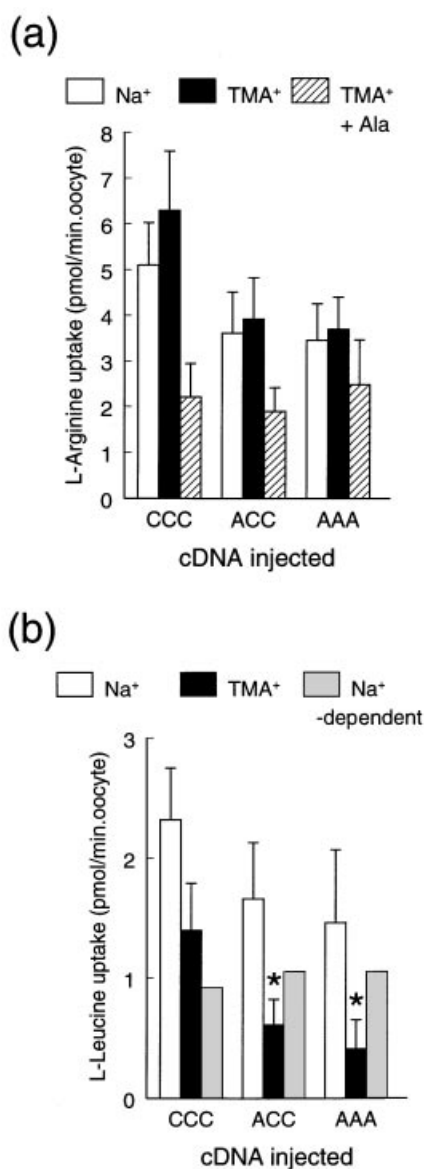 (a)
Na⁺ TMA⁺ TMA⁺
+ Ala
L-Arginine uptake (pmol/min.oocyte)
8
7
6
5
4
3
2
1
0
CCC ACC AAA
cDNA injected
(b)
Na⁺ TMA⁺ Na⁺
-dependent
L-Leucine uptake (pmol/min.oocyte)
3
2
* *
1
0
CCC ACC AAA
cDNA injected